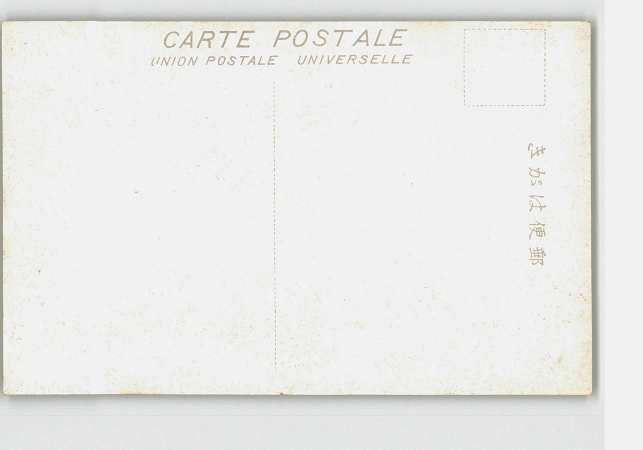 CARTE POSTALE
UNION POSTALE UNIVERSELLE
きがは便郵